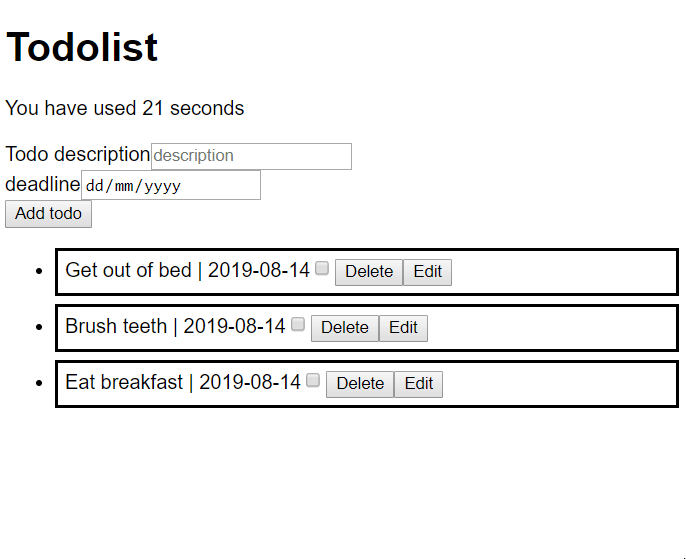 Todolist
You have used 21 seconds
Todo description description
deadline dd/mm/yyyy
Add todo
Get out of bed | 2019-08-14 Delete Edit
Brush teeth | 2019-08-14 Delete Edit
Eat breakfast | 2019-08-14 Delete Edit